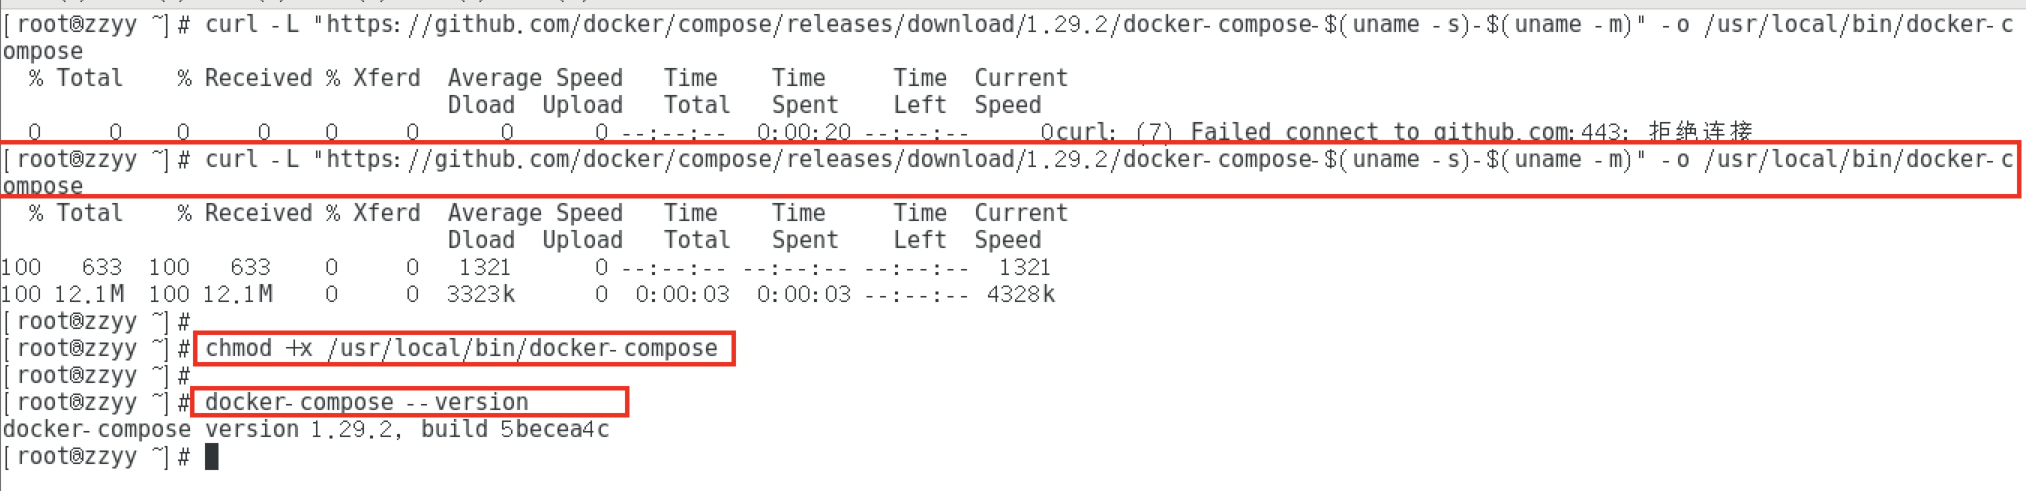 [root@zzyy ~]# curl -L "https://github.com/docker/compose/releases/download/1.29.2/docker-compose-$(uname -s)-$(uname -m)" -o /usr/local/bin/docker-c
ompose
% Total % Received % Xferd Average Speed Time Time Time Current
Dload Upload Total Spent Left Speed
0 0 0 0 0 0 0 0 --:--:-- 0:00:20 --:--:-- 0curl: (7) Failed connect to github.com:443; 拒绝连接
[root@zzyy ~]# curl -L "https://github.com/docker/compose/releases/download/1.29.2/docker-compose-$(uname -s)-$(uname -m)" -o /usr/local/bin/docker-c
ompose
% Total % Received % Xferd Average Speed Time Time Time Current
Dload Upload Total Spent Left Speed
100 633 100 633 0 0 1321 0 --:--:-- --:--:-- --:--:-- 1321
100 12.1M 100 12.1M 0 0 3323k 0 0:00:03 0:00:03 --:--:-- 4328k
[root@zzyy ~]#
[root@zzyy ~]# chmod +x /usr/local/bin/docker-compose
[root@zzyy ~]#
[root@zzyy ~]# docker-compose --version
docker-compose version 1.29.2, build 5becea4c
[root@zzyy ~]#